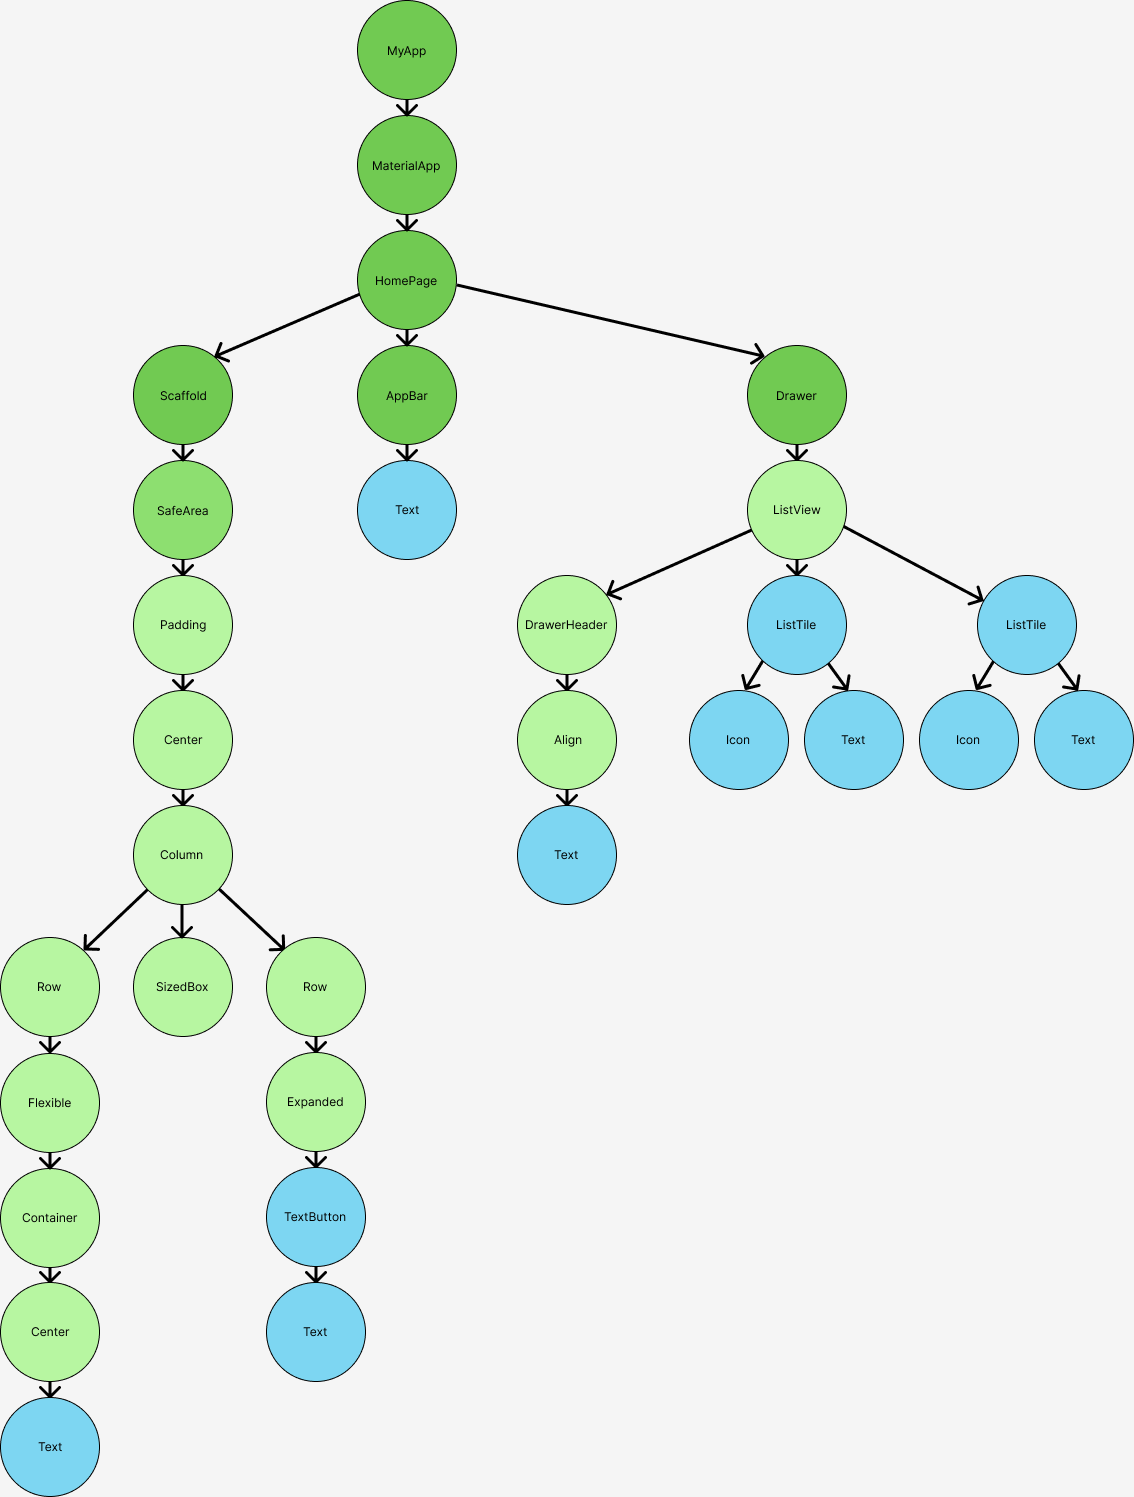 MyApp
MaterialApp
HomePage
Scaffold
AppBar
Drawer
SafeArea
Text
ListView
Padding
DrawerHeader
ListTile
ListTile
Center
Align
Icon
Text
Icon
Text
Column
Text
Row
SizedBox
Row
Flexible
Expanded
Container
TextButton
Center
Text
Text